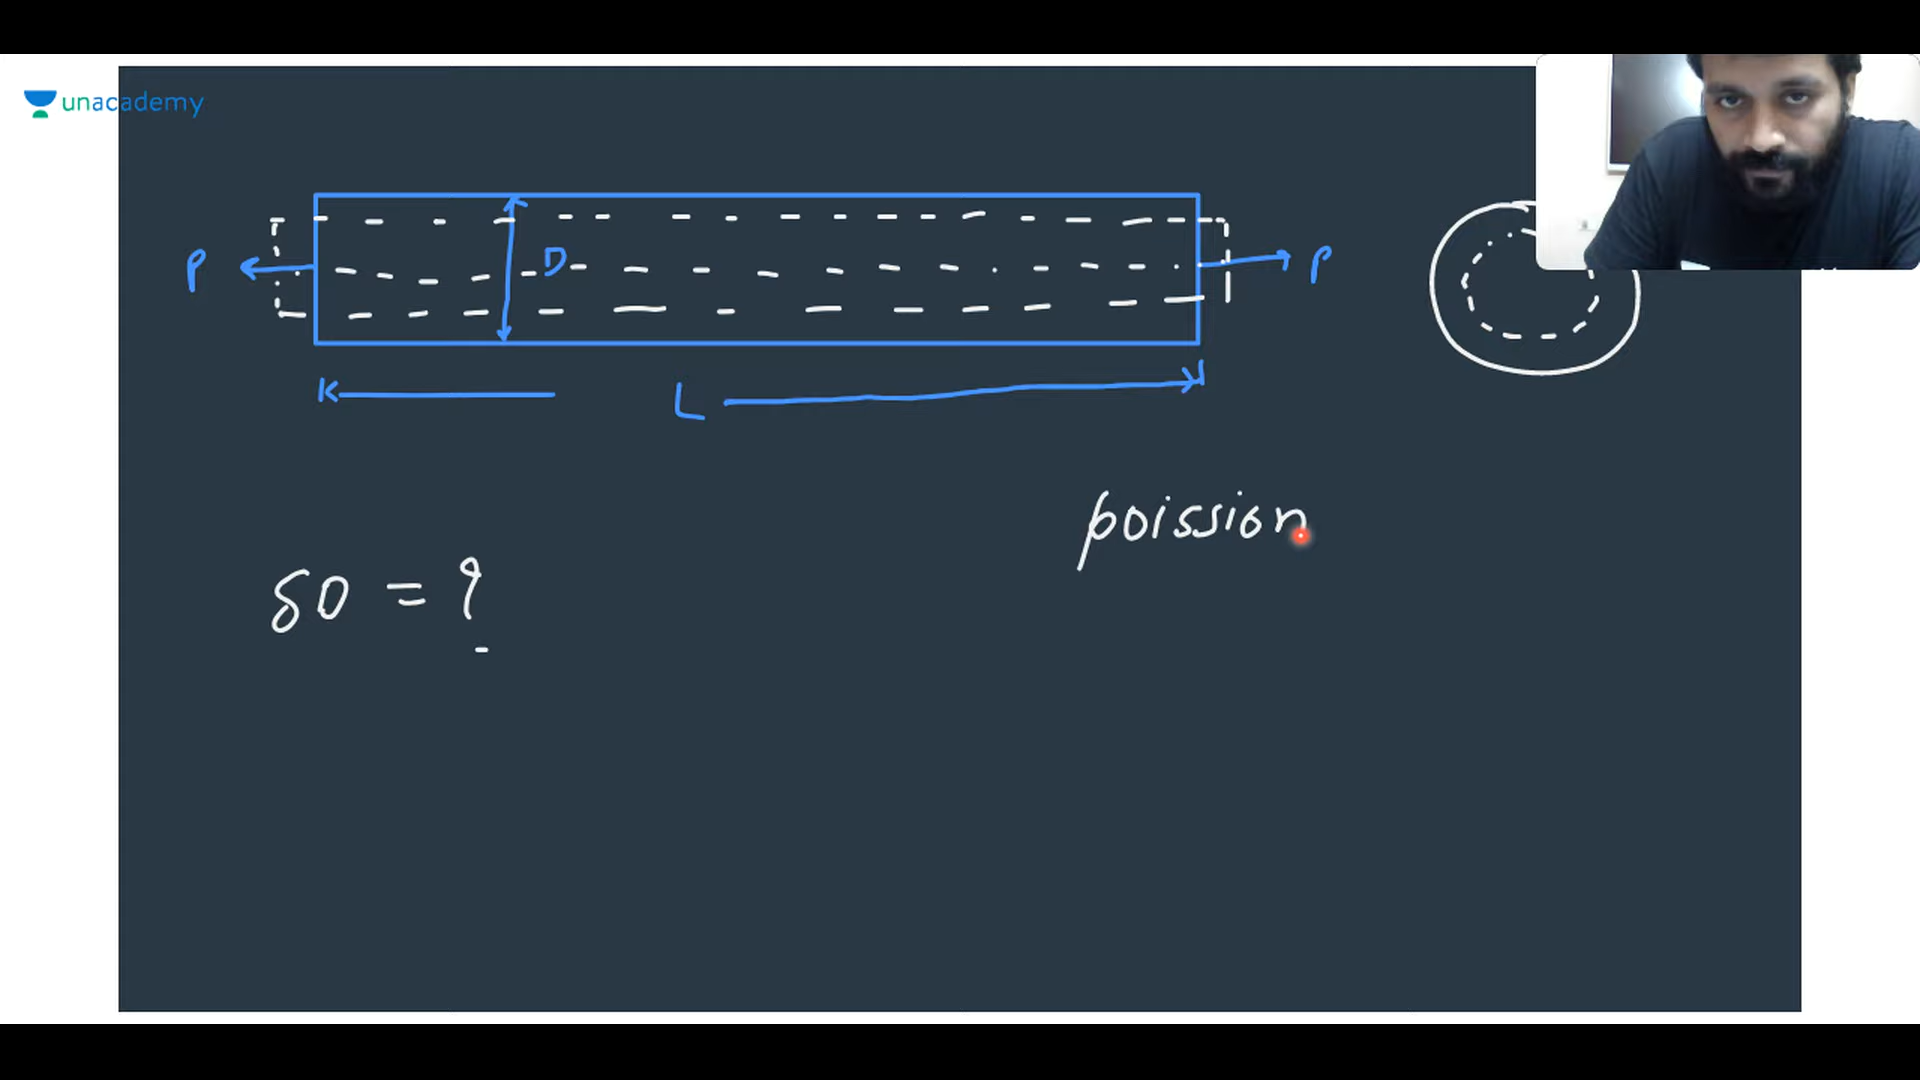 unacademy
P
D
P
L
poission
δD = ?